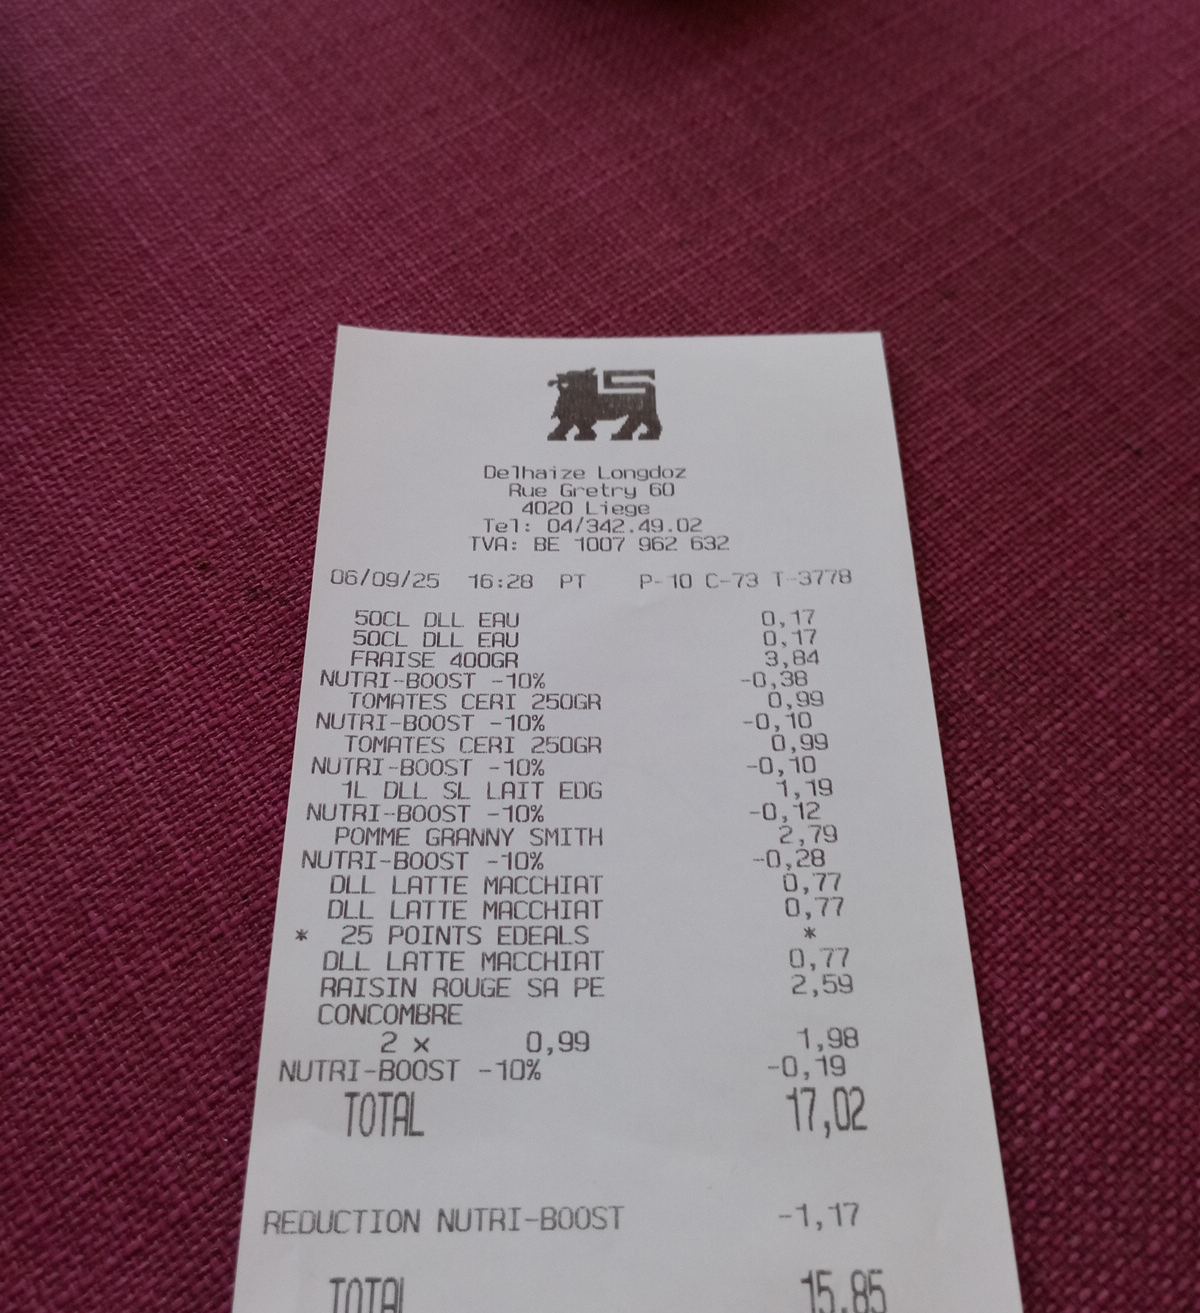 Delhaize Longdoz
Rue Gretry 60
4020 Liege
Tel: 04/342.49.02
TVA: BE 1007 962 632
06/09/25 16:28 PT P-10 C-73 T-3778
50CL DLL EAU 0,17
50CL DLL EAU 0,17
FRAISE 400GR 3,84
NUTRI-BOOST -10% -0,38
TOMATES CERI 250GR 0,99
NUTRI-BOOST -10% -0,10
TOMATES CERI 250GR 0,99
NUTRI-BOOST -10% -0,10
1L DLL SL LAIT EDG 1,19
NUTRI-BOOST -10% -0,12
POMME GRANNY SMITH 2,79
NUTRI-BOOST -10% -0,28
DLL LATTE MACCHIAT 0,77
DLL LATTE MACCHIAT 0,77
* 25 POINTS EDEALS *
DLL LATTE MACCHIAT 0,77
RAISIN ROUGE SA PE 2,59
CONCOMBRE
2 x 0,99 1,98
NUTRI-BOOST -10% -0,19
TOTAL 17,02
REDUCTION NUTRI-BOOST -1,17
TOTAL 15,85